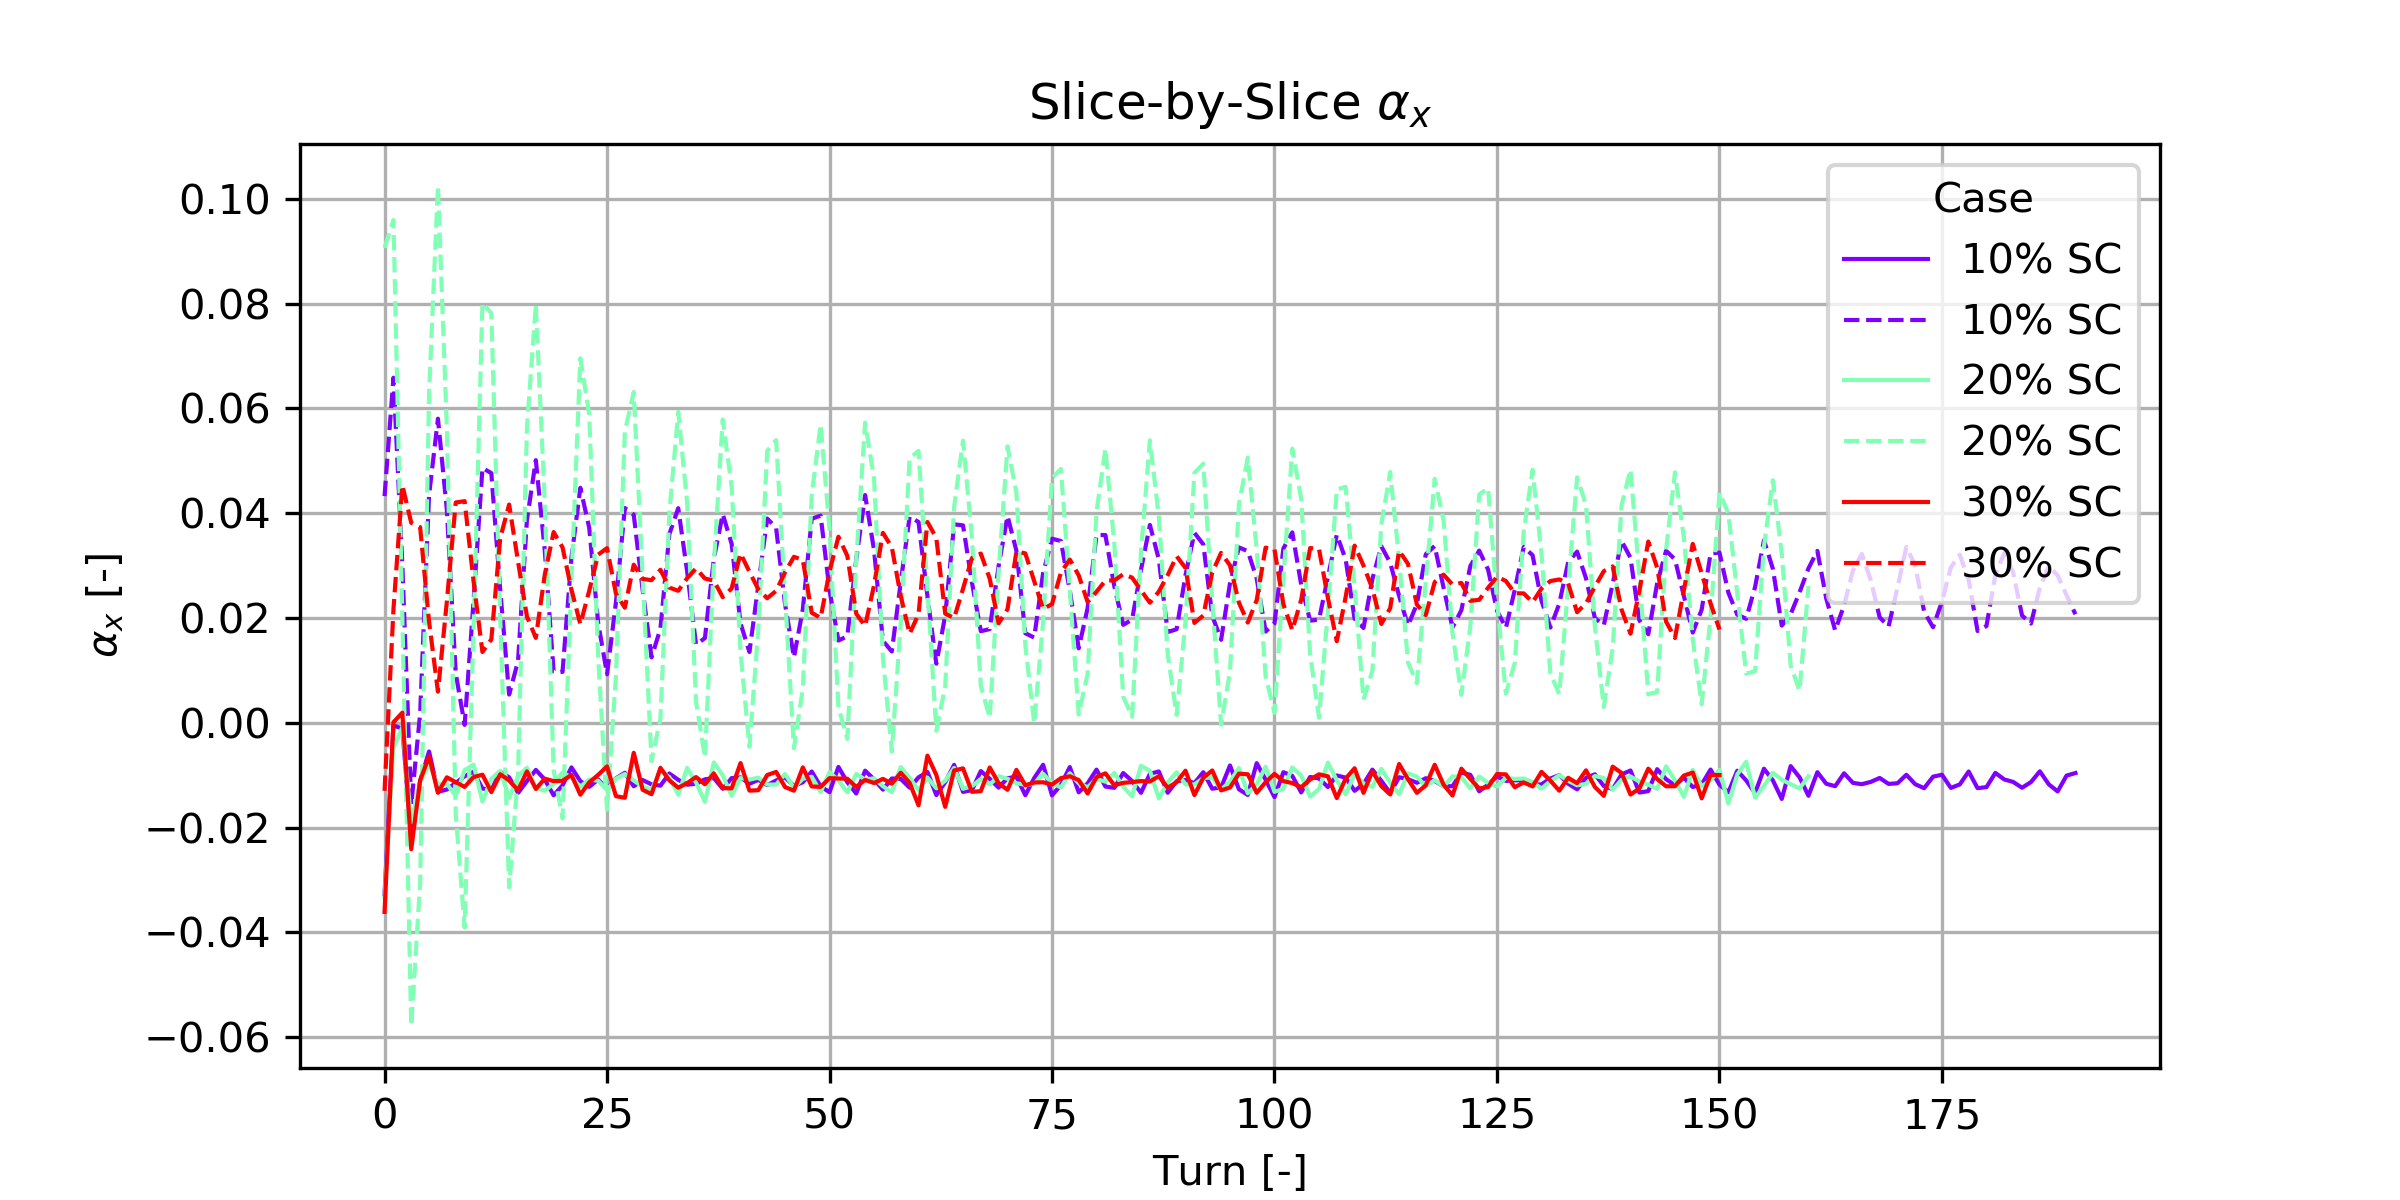 Slice-by-Slice αx
0.10
0.08
0.06
0.04
0.02
0.00
−0.02
−0.04
−0.06
αx [-]
Case
10% SC
10% SC
20% SC
20% SC
30% SC
30% SC
0 25 50 75 100 125 150 175
Turn [-]